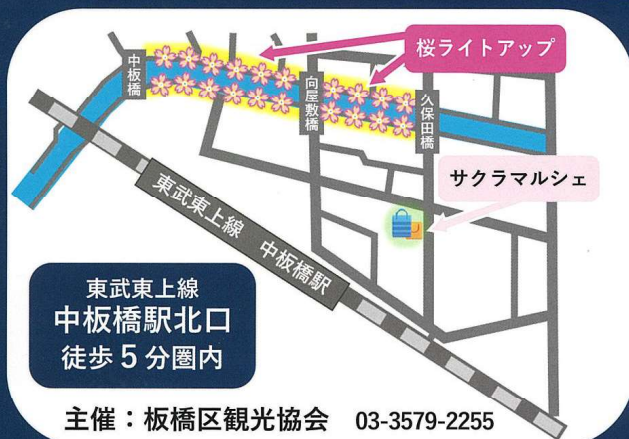 桜ライトアップ
中板橋
向屋敷橋
久保田橋
サクラマルシェ
東武東上線　中板橋駅
東武東上線
中板橋駅北口
徒歩５分圏内
主催：板橋区観光協会　03-3579-2255